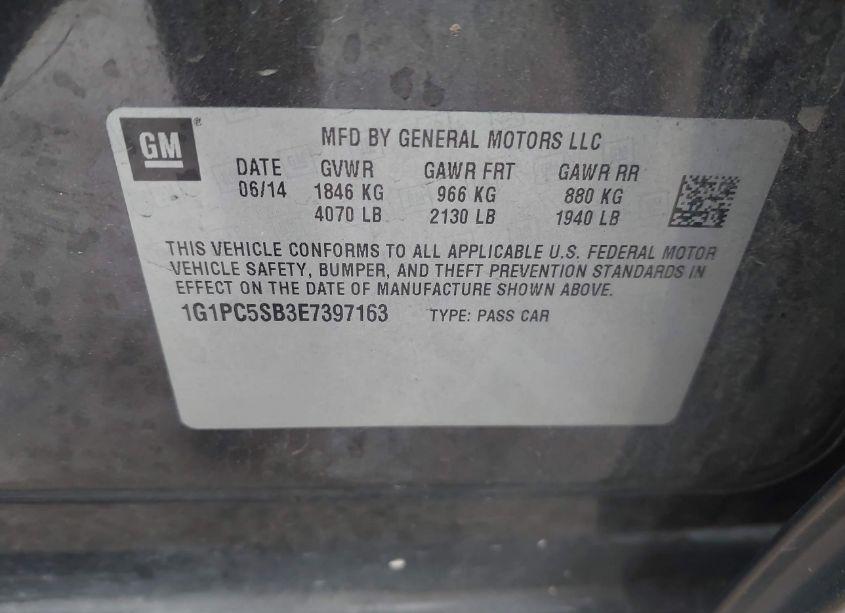 GM®
MFD BY GENERAL MOTORS LLC
DATE GVWR GAWR FRT GAWR RR
06/14 1846 KG 966 KG 880 KG
4070 LB 2130 LB 1940 LB
THIS VEHICLE CONFORMS TO ALL APPLICABLE U.S. FEDERAL MOTOR
VEHICLE SAFETY, BUMPER, AND THEFT PREVENTION STANDARDS IN
EFFECT ON THE DATE OF MANUFACTURE SHOWN ABOVE.
1G1PC5SB3E7397163 TYPE: PASS CAR